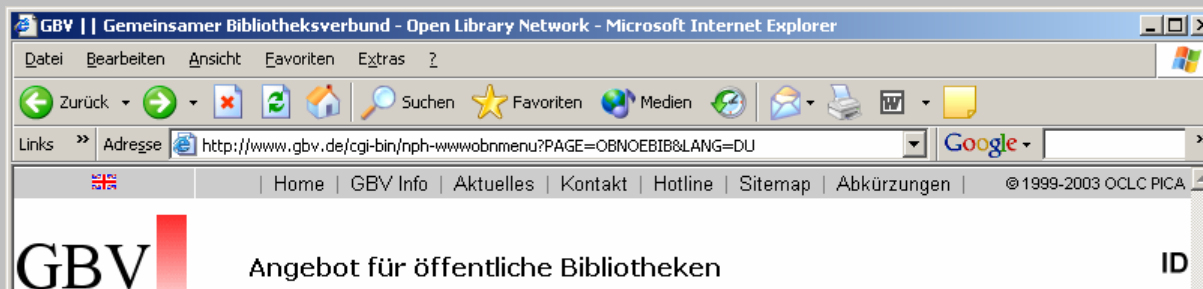 GBV || Gemeinsamer Bibliotheksverbund - Open Library Network - Microsoft Internet Explorer
Datei Bearbeiten Ansicht Favoriten Extras ?
Zurück Suchen Favoriten Medien W
Links » Adresse http://www.gbv.de/cgi-bin/nph-wwwobnmenu?PAGE=OBNOEBIB&LANG=DU Google »
| Home | GBV Info | Aktuelles | Kontakt | Hotline | Sitemap | Abkürzungen | ©1999-2003 OCLC PICA
GBV Angebot für öffentliche Bibliotheken ID